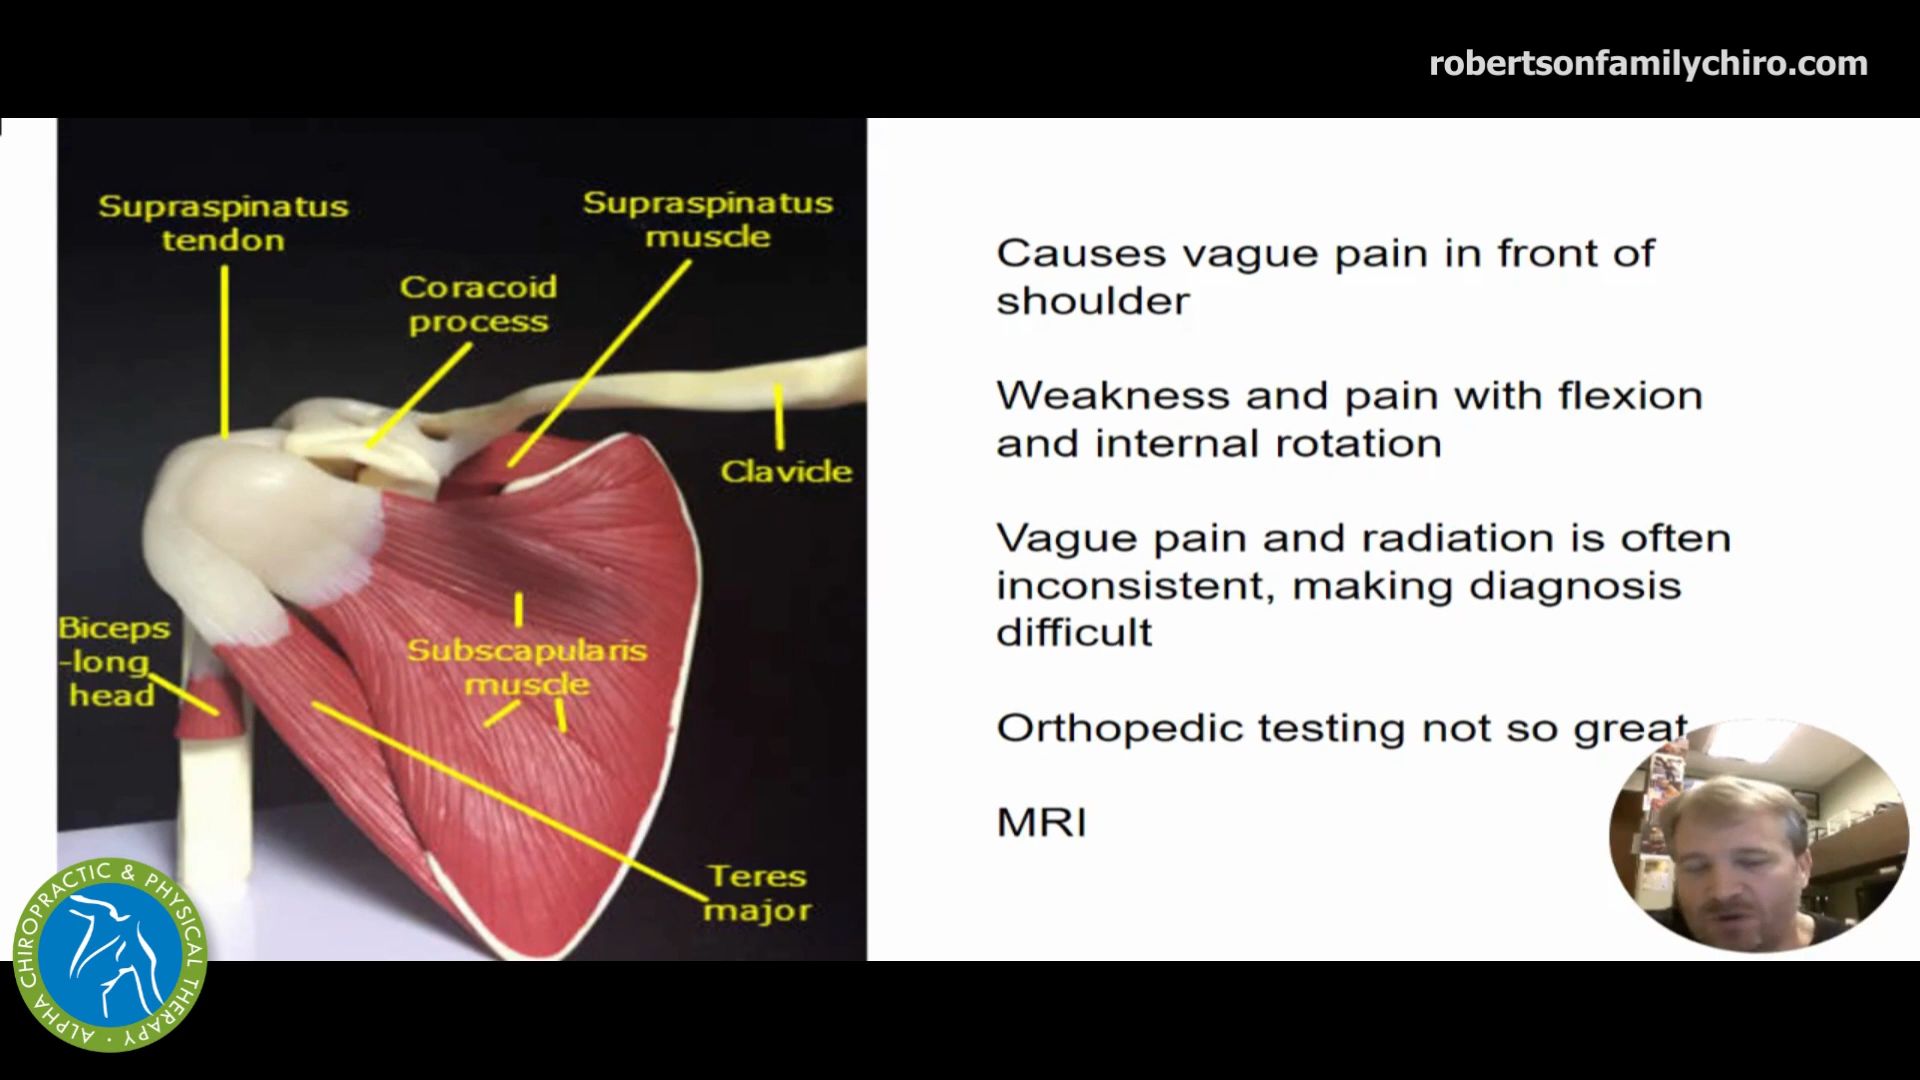 robertsonfamilychiro.com
Supraspinatus
tendon
Supraspinatus
muscle
Coracoid
process
Clavicle
Biceps
-long
head
Subscapularis
muscle
Teres
major
Causes vague pain in front of
shoulder
Weakness and pain with flexion
and internal rotation
Vague pain and radiation is often
inconsistent, making diagnosis
difficult
Orthopedic testing not so great
MRI
ALPHA CHIROPRACTIC & PHYSICAL THERAPY